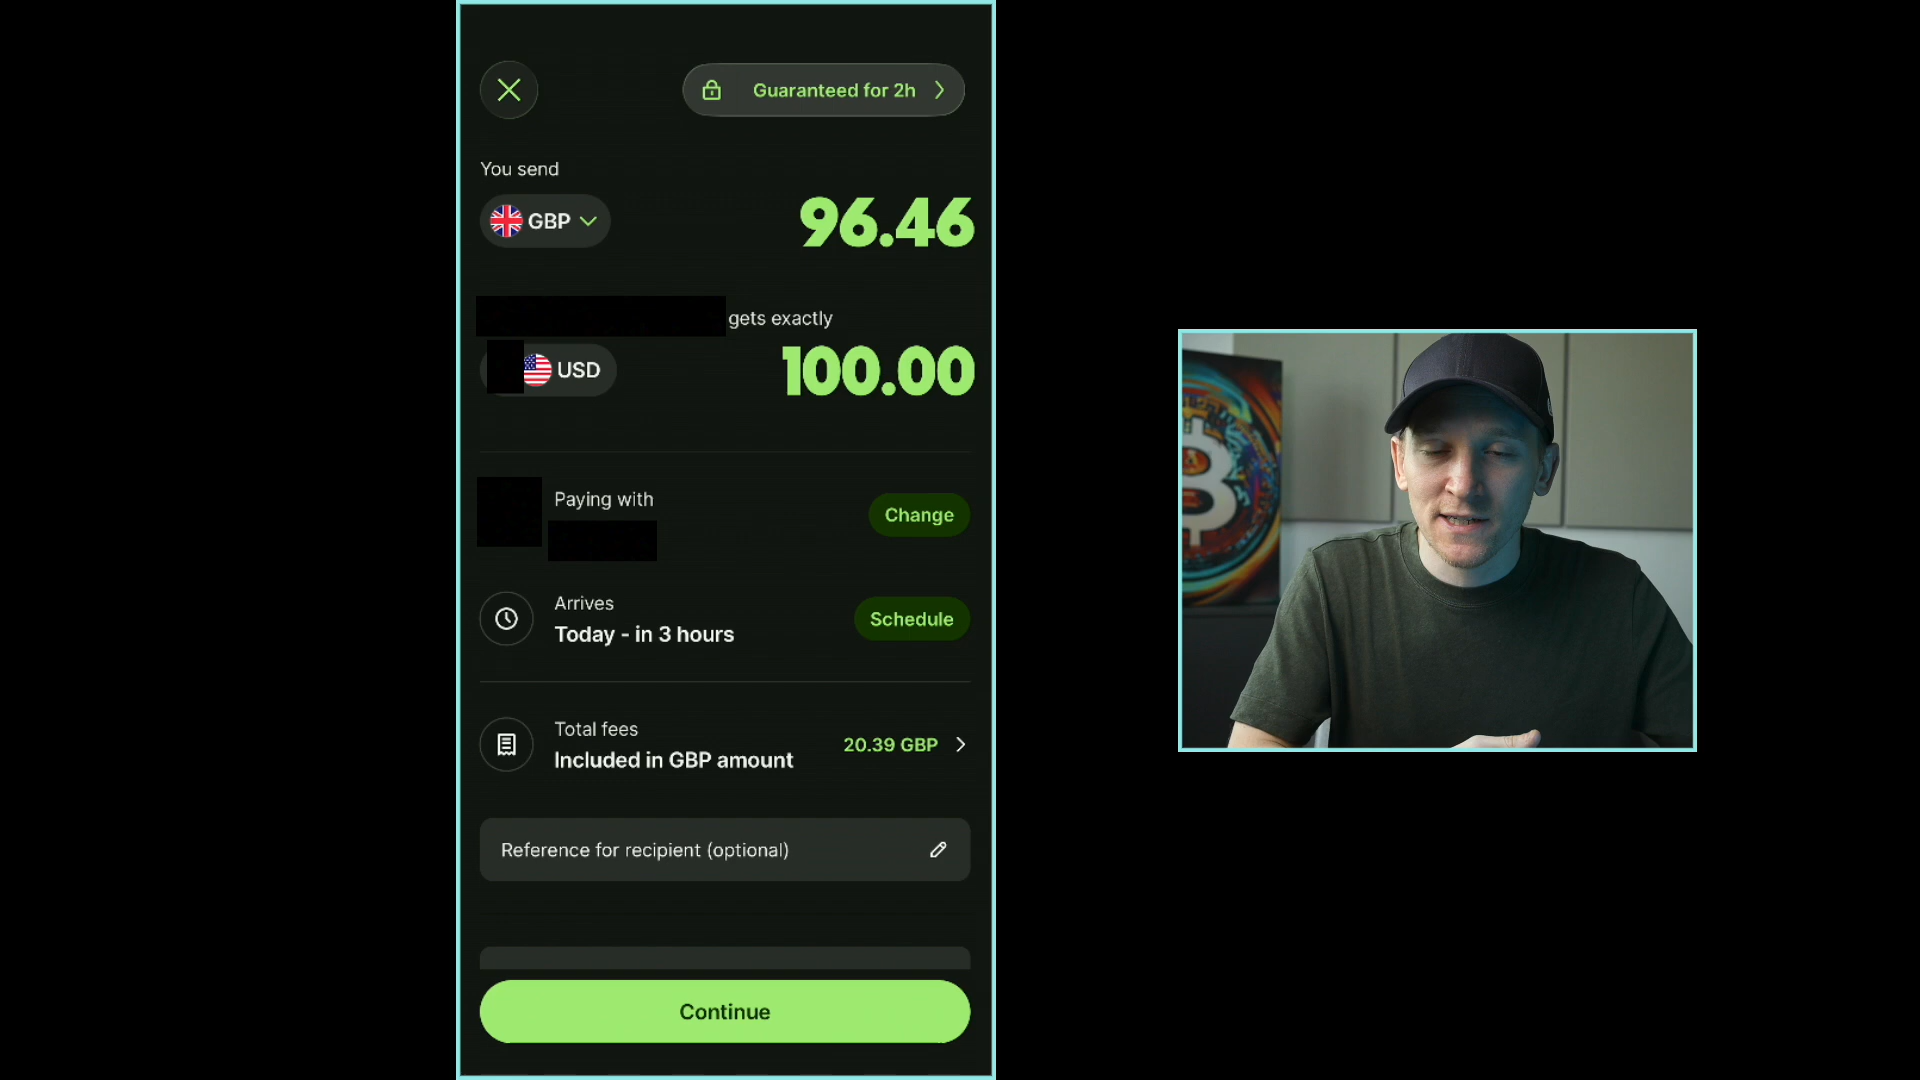 Guaranteed for 2h
You send
GBP
96.46
gets exactly
USD
100.00
Paying with
Change
Arrives
Today - in 3 hours
Schedule
Total fees
Included in GBP amount
20.39 GBP
Reference for recipient (optional)
Continue